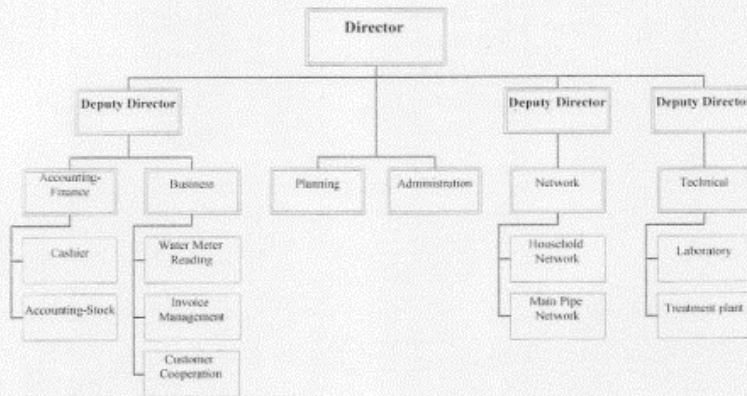 Director
Deputy Director
Deputy Director
Deputy Director
Accounting-
Finance
Business
Planning
Administration
Network
Technical
Cashier
Water Meter
Reading
Household
Network
Laboratory
Accounting-Stock
Invoice
Management
Main Pipe
Network
Treatment plant
Customer
Cooperation